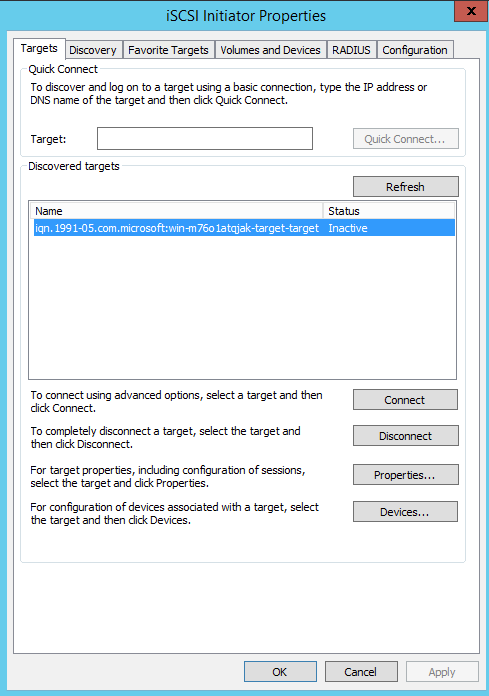 iSCSI Initiator Properties
x
Targets Discovery Favorite Targets Volumes and Devices RADIUS Configuration
Quick Connect
To discover and log on to a target using a basic connection, type the IP address or
DNS name of the target and then click Quick Connect.
Target: Quick Connect...
Discovered targets
Refresh
Name Status
iqn.1991-05.com.microsoft:win-m76o1atqjak-target-target Inactive
To connect using advanced options, select a target and then
click Connect.
Connect
To completely disconnect a target, select the target and
then click Disconnect.
Disconnect
For target properties, including configuration of sessions,
select the target and click Properties.
Properties...
For configuration of devices associated with a target, select
the target and then click Devices.
Devices...
OK Cancel Apply